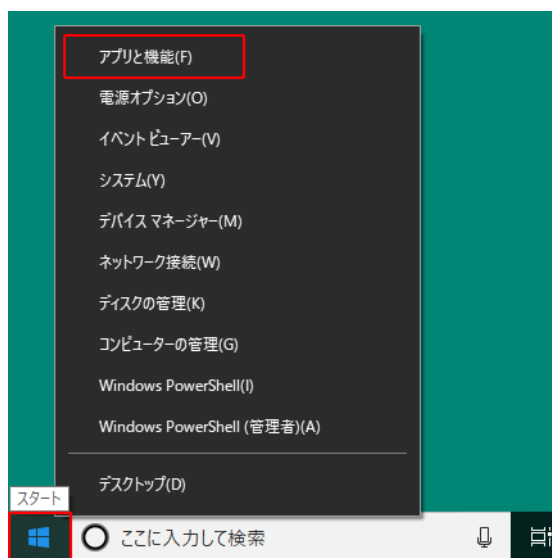 アプリと機能(F)
電源オプション(O)
イベント ビューアー(V)
システム(Y)
デバイス マネージャー(M)
ネットワーク接続(W)
ディスクの管理(K)
コンピューターの管理(G)
Windows PowerShell(I)
Windows PowerShell (管理者)(A)
デスクトップ(D)
スタート
ここに入力して検索